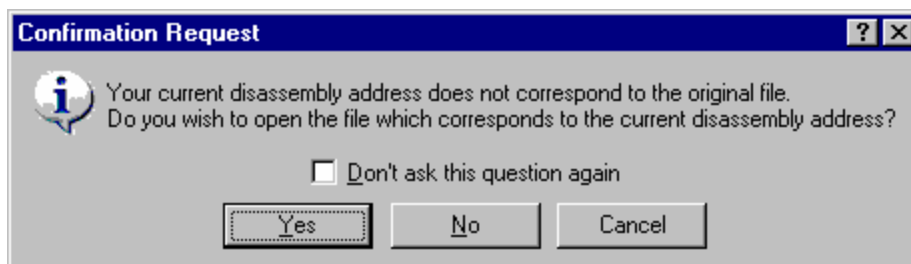 Confirmation Request
Your current disassembly address does not correspond to the original file.
Do you wish to open the file which corresponds to the current disassembly address?
Don't ask this question again
Yes No Cancel